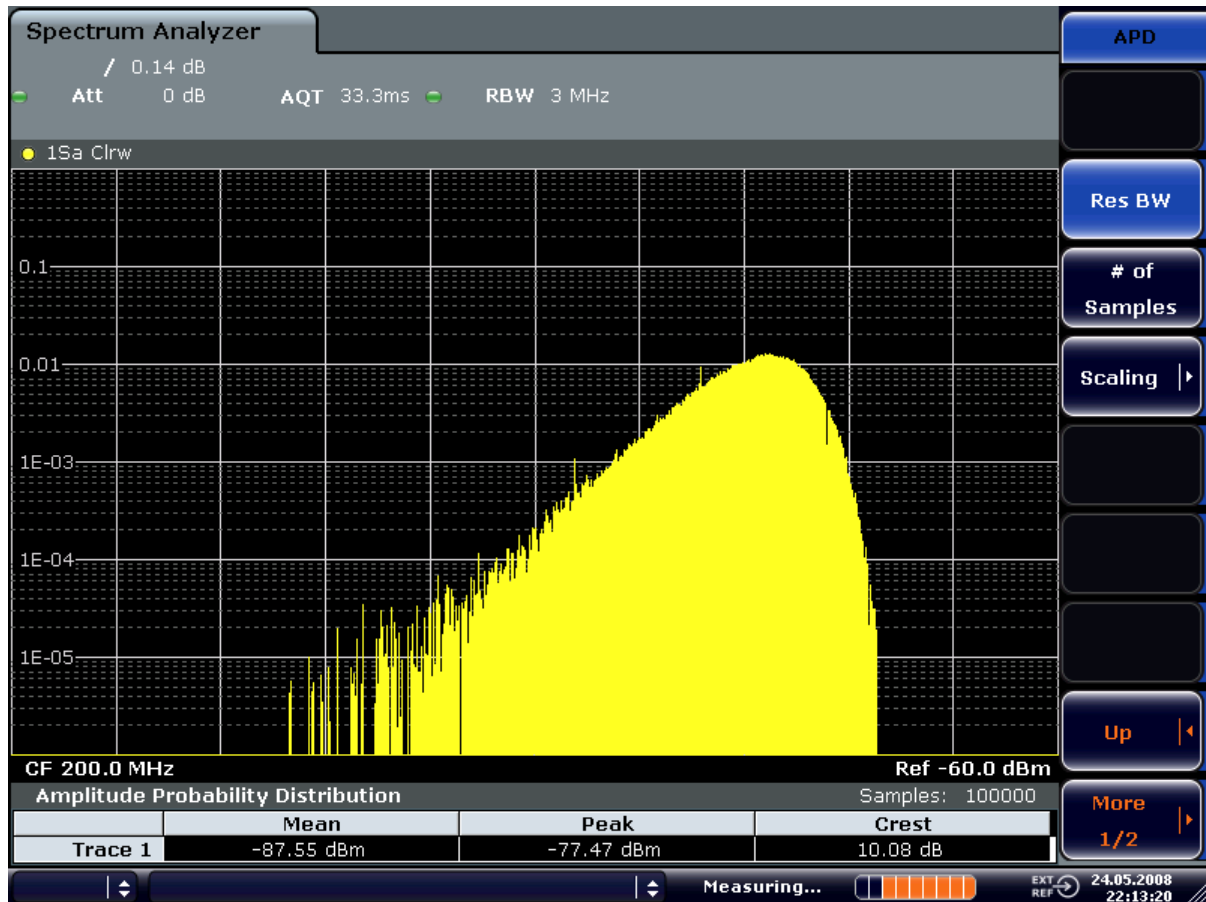 Spectrum Analyzer
/ 0.14 dB
Att 0 dB AQT 33.3ms RBW 3 MHz
1Sa Clrw
0.1
0.01
1E-03
1E-04
1E-05
CF 200.0 MHz Ref -60.0 dBm
Amplitude Probability Distribution Samples: 100000
Mean Peak Crest
Trace 1 -87.55 dBm -77.47 dBm 10.08 dB
Measuring... EXT REF 24.05.2008 22:13:20
APD
Res BW
# of
Samples
Scaling
Up
More
1/2